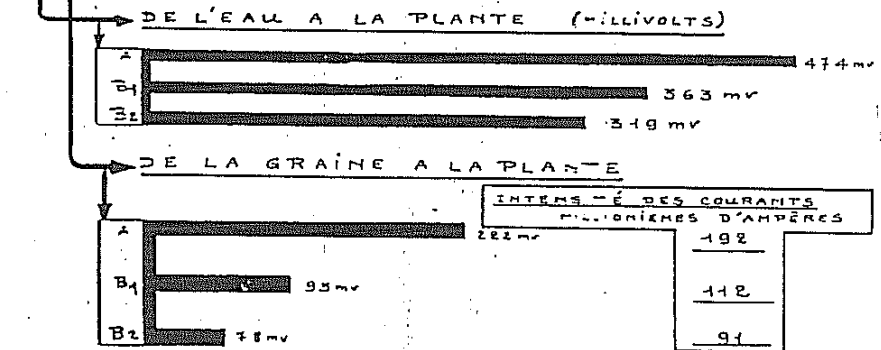 DE L'EAU A LA PLANTE (MILLIVOLTS)
A 474 mv
B1 363 mv
B2 319 mv
DE LA GRAINE A LA PLANTE
INTENSITÉ DES COURANTS
MILLIONIEMES D'AMPÈRES
A 222 mv 192
B1 95 mv 112
B2 78 mv 91